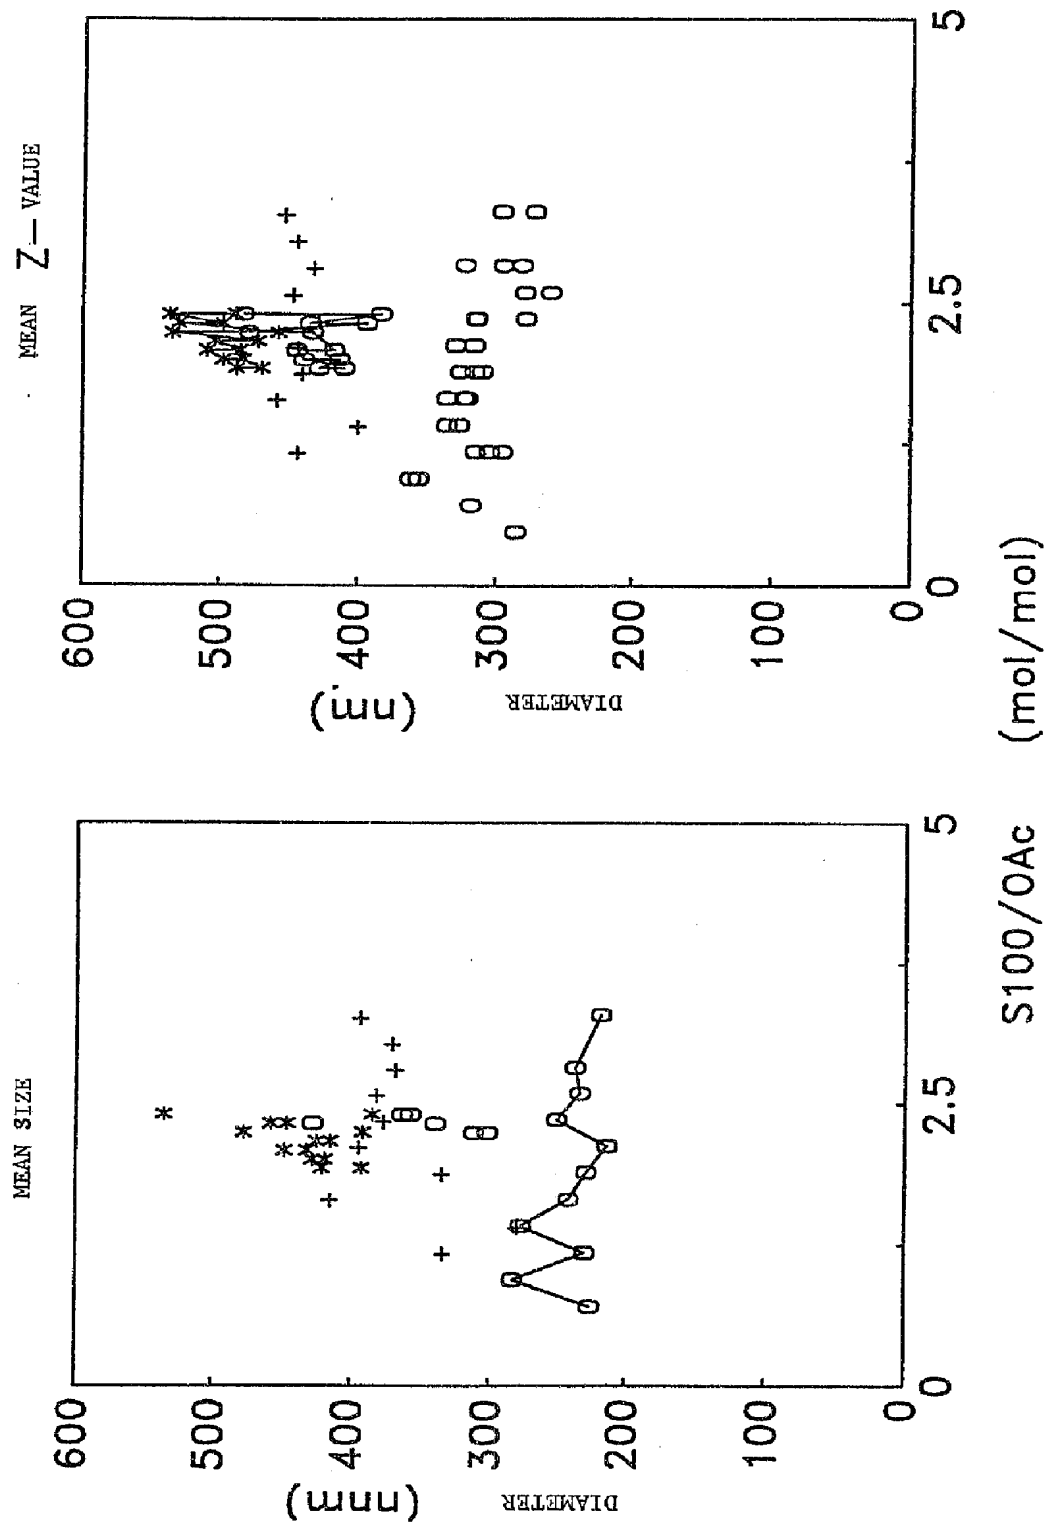 MEAN SIZE
600
500
400
300
200
100
0
(nm)
DIAMETER
0
2.5
5
MEAN Z-VALUE
600
500
400
300
200
100
0
(nm)
DIAMETER
0
2.5
5
S100/OAc (mol/mol)